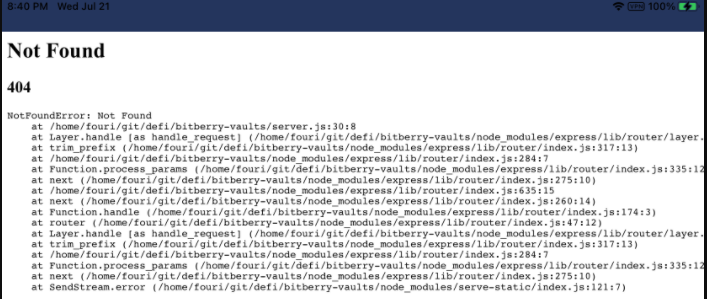 8:40 PM Wed Jul 21
VPN 100%
Not Found
404
NotFoundError: Not Found
at /home/fouri/git/defi/bitberry-vaults/server.js:30:8
at Layer.handle [as handle_request] (/home/fouri/git/defi/bitberry-vaults/node_modules/express/lib/router/layer.
at trim_prefix (/home/fouri/git/defi/bitberry-vaults/node_modules/express/lib/router/index.js:317:13)
at /home/fouri/git/defi/bitberry-vaults/node_modules/express/lib/router/index.js:284:7
at Function.process_params (/home/fouri/git/defi/bitberry-vaults/node_modules/express/lib/router/index.js:335:12
at next (/home/fouri/git/defi/bitberry-vaults/node_modules/express/lib/router/index.js:275:10)
at /home/fouri/git/defi/bitberry-vaults/node_modules/express/lib/router/index.js:635:15
at next (/home/fouri/git/defi/bitberry-vaults/node_modules/express/lib/router/index.js:260:14)
at Function.handle (/home/fouri/git/defi/bitberry-vaults/node_modules/express/lib/router/index.js:174:3)
at router (/home/fouri/git/defi/bitberry-vaults/node_modules/express/lib/router/index.js:47:12)
at Layer.handle [as handle_request] (/home/fouri/git/defi/bitberry-vaults/node_modules/express/lib/router/layer.
at trim_prefix (/home/fouri/git/defi/bitberry-vaults/node_modules/express/lib/router/index.js:317:13)
at /home/fouri/git/defi/bitberry-vaults/node_modules/express/lib/router/index.js:284:7
at Function.process_params (/home/fouri/git/defi/bitberry-vaults/node_modules/express/lib/router/index.js:335:12
at next (/home/fouri/git/defi/bitberry-vaults/node_modules/express/lib/router/index.js:275:10)
at SendStream.error (/home/fouri/git/defi/bitberry-vaults/node_modules/serve-static/index.js:121:7)